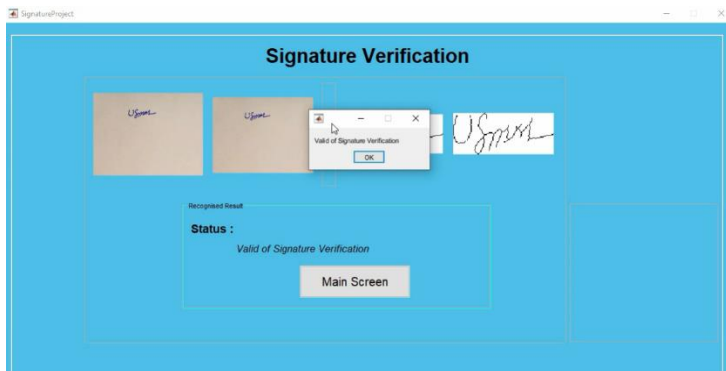 SignatureProject
Signature Verification
Valid of Signature Verification
OK
Recognised Result
Status :
Valid of Signature Verification
Main Screen